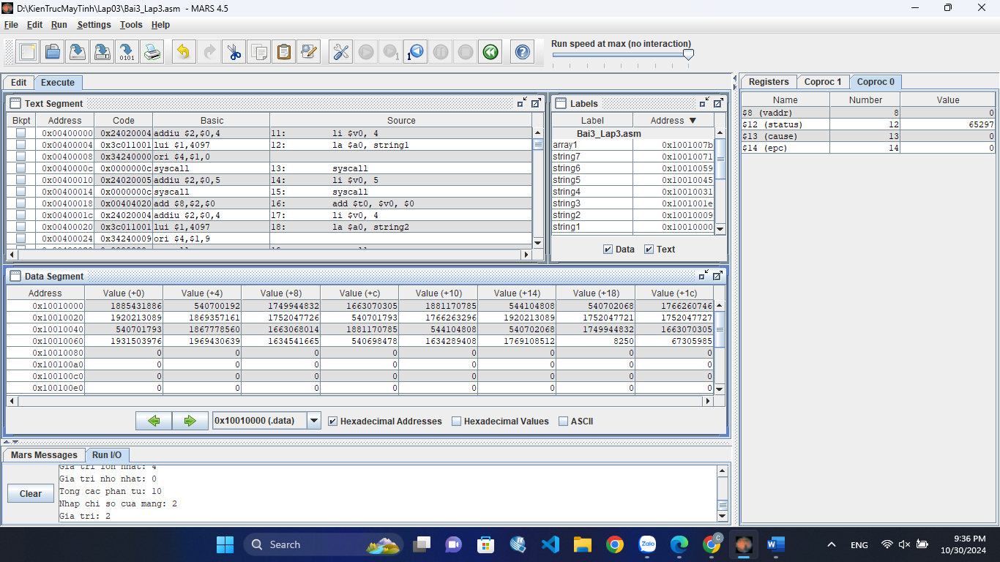 D:\KienTrucMayTinh\Lap03\Bai3_Lap3.asm - MARS 4.5
File Edit Run Settings Tools Help
Run speed at max (no interaction)
Edit Execute
Registers Coproc 1 Coproc 0
Text Segment
Bkpt Address Code Basic Source
0x00400000 0x24020004 addiu $2,$0,4 11: li $v0, 4
0x00400004 0x3c011001 lui $1,4097 12: la $a0, string1
0x00400008 0x34240000 ori $4,$1,0
0x0040000c 0x0000000c syscall 13: syscall
0x00400010 0x24020005 addiu $2,$0,5 14: li $v0, 5
0x00400014 0x0000000c syscall 15: syscall
0x00400018 0x00404020 add $8,$2,$0 16: add $t0, $v0, $0
0x0040001c 0x24020004 addiu $2,$0,4 17: li $v0, 4
0x00400020 0x3c011001 lui $1,4097 18: la $a0, string2
0x00400024 0x34240009 ori $4,$1,9
Labels
Label Address ▼
Bai3_Lap3.asm
array1 0x1001007b
string7 0x10010071
string6 0x10010059
string5 0x10010045
string4 0x10010031
string3 0x1001001e
string2 0x10010009
string1 0x10010000
Data Text
Name Number Value
$8 (vaddr) 8 0
$12 (status) 12 65297
$13 (cause) 13 0
$14 (epc) 14 0
Data Segment
Address Value (+0) Value (+4) Value (+8) Value (+c) Value (+10) Value (+14) Value (+18) Value (+1c)
0x10010000 1885431886 540700192 1749944832 1663070305 1881170785 544104808 540702068 1766260746
0x10010020 1920213089 1869357161 1752047726 540701793 1766263296 1920213089 1752047721 1752047727
0x10010040 540701793 1867778560 1663068014 1881170785 544104808 540702068 1749944832 1663070305
0x10010060 1931503976 1969430639 1634541665 540698478 1634289408 1769108512 8250 67305985
0x10010080 0 0 0 0 0 0 0 0
0x100100a0 0 0 0 0 0 0 0 0
0x100100c0 0 0 0 0 0 0 0 0
0x100100e0 0 0 0 0 0 0 0 0
0x10010000 (.data) Hexadecimal Addresses Hexadecimal Values ASCII
Mars Messages Run I/O
Clear
Gia tri lon nhat: 4
Gia tri nho nhat: 0
Tong cac phan tu: 10
Nhap chi so cua mang: 2
Gia tri: 2
Search
Zalo
C
ENG
9:36 PM
10/30/2024